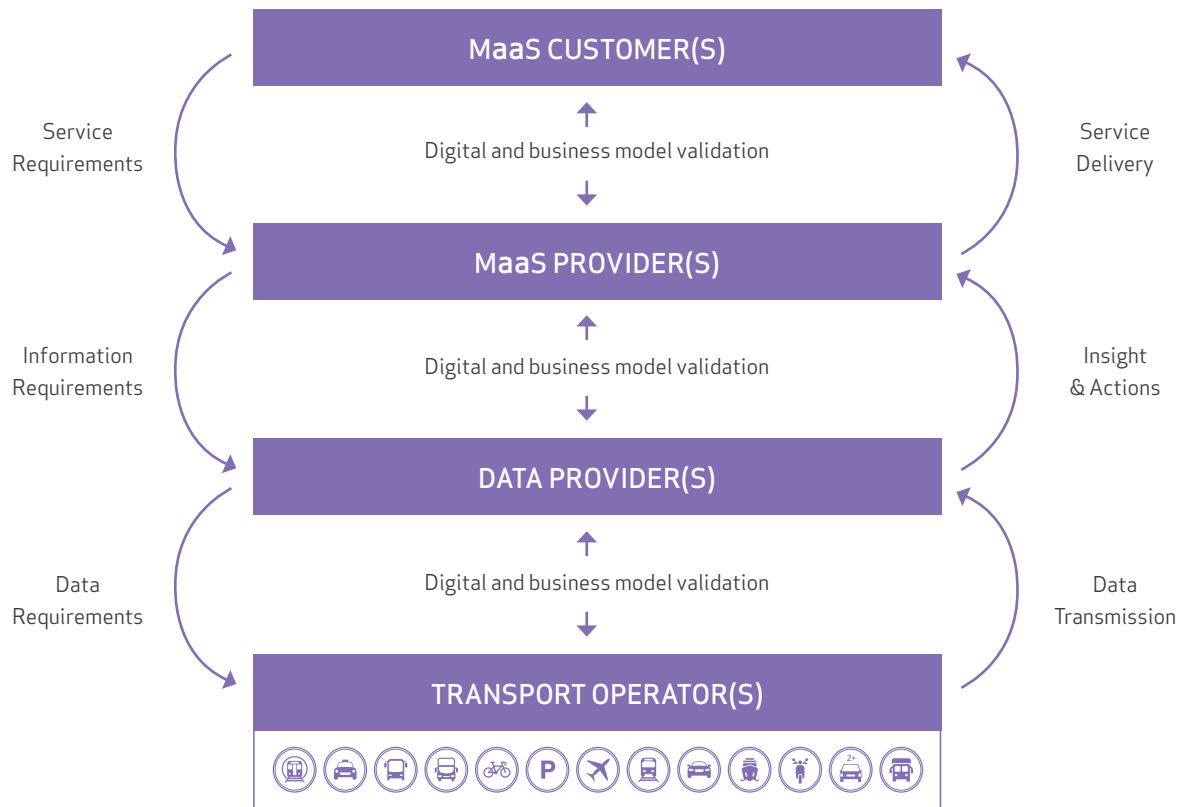 MaaS CUSTOMER(S)
Service
Requirements
Digital and business model validation
Service
Delivery
MaaS PROVIDER(S)
Information
Requirements
Digital and business model validation
Insight
& Actions
DATA PROVIDER(S)
Data
Requirements
Digital and business model validation
Data
Transmission
TRANSPORT OPERATOR(S)
P
2+